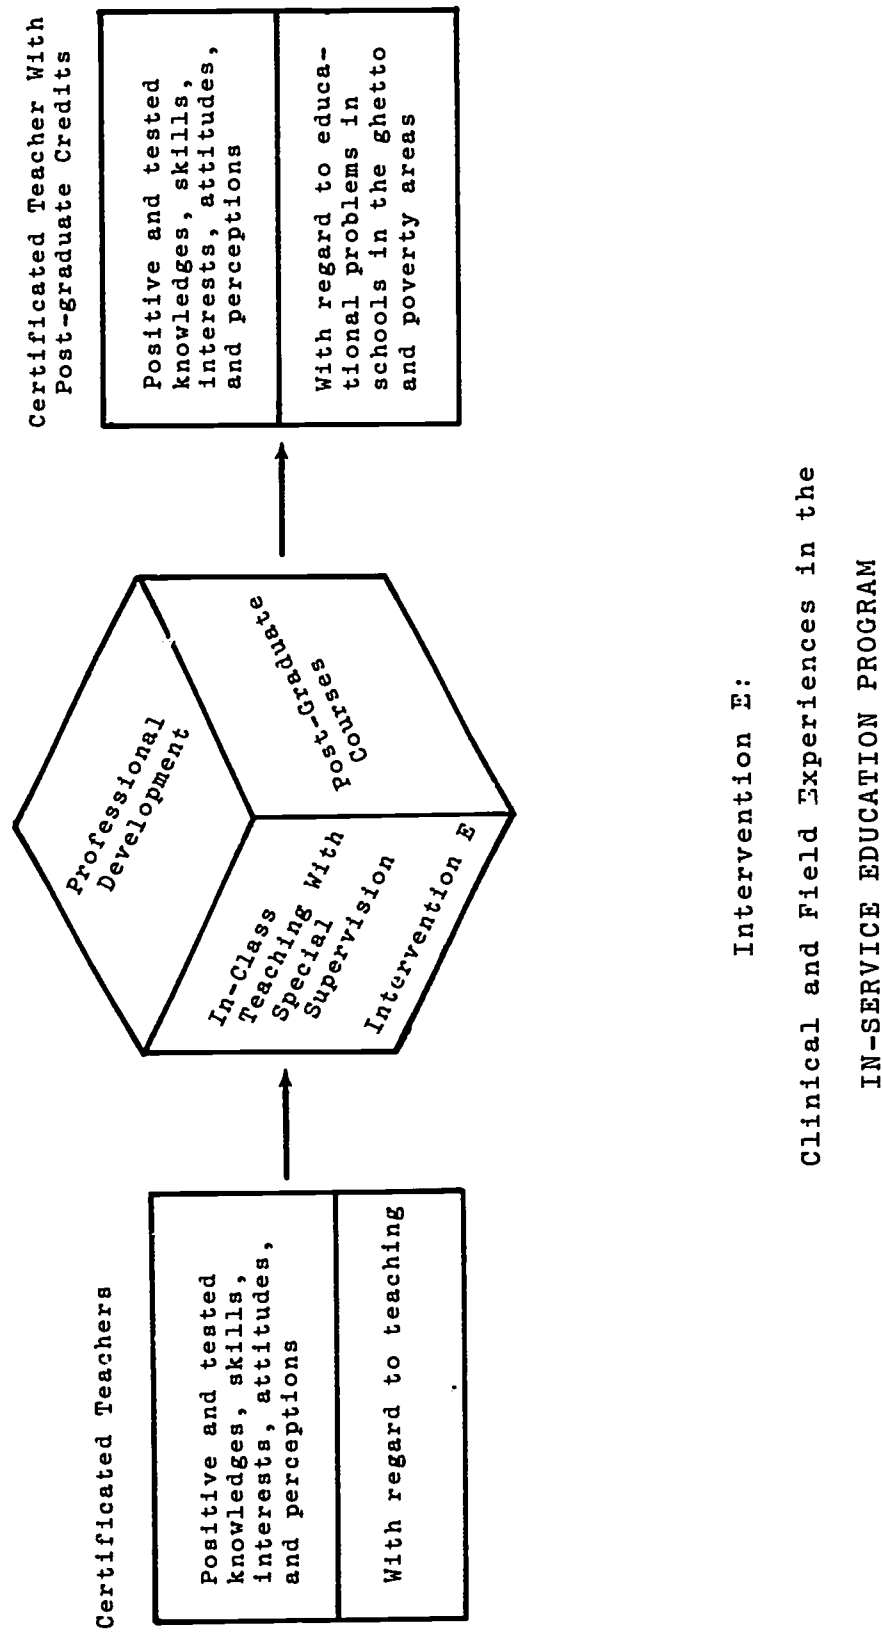 Certificated Teachers
Positive and tested
knowledges, skills,
interests, attitudes,
and perceptions
With regard to teaching
Professional
Development
In-Class
Teaching With
Special
Supervision
Intervention E
Post-Graduate
Courses
Certificated Teacher With
Post-graduate Credits
Positive and tested
knowledges, skills,
interests, attitudes,
and perceptions
With regard to educa-
tional problems in
schools in the ghetto
and poverty areas
Intervention E:
Clinical and Field Experiences in the
IN-SERVICE EDUCATION PROGRAM